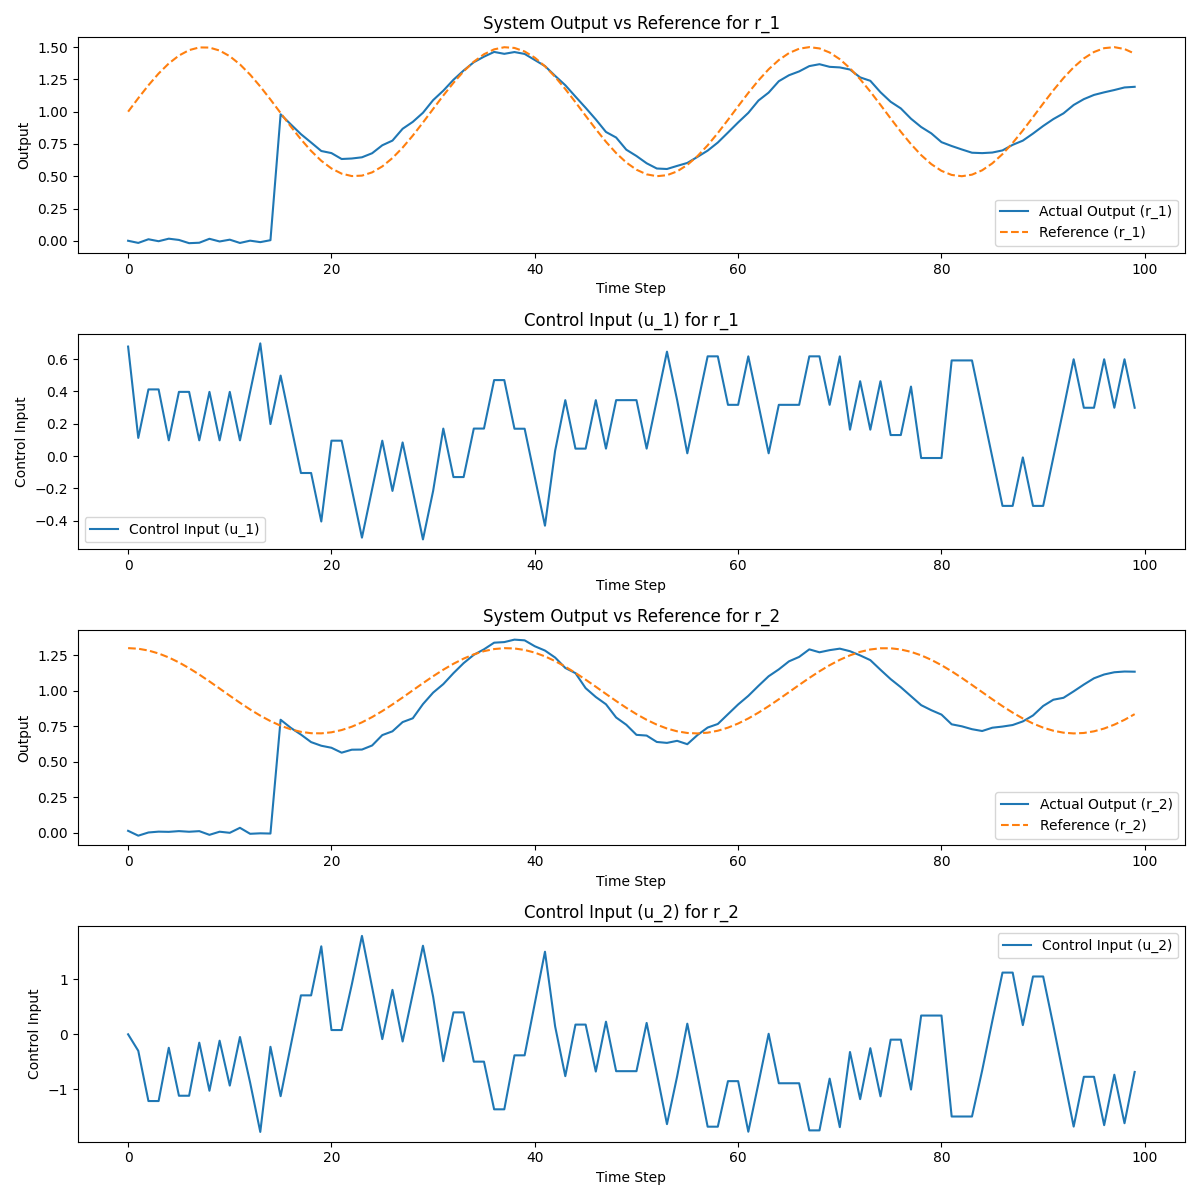 System Output vs Reference for r_1
Output
1.50
1.25
1.00
0.75
0.50
0.25
0.00
Actual Output (r_1)
Reference (r_1)
0 20 40 60 80 100
Time Step
Control Input (u_1) for r_1
Control Input
0.6
0.4
0.2
0.0
−0.2
−0.4
Control Input (u_1)
0 20 40 60 80 100
Time Step
System Output vs Reference for r_2
Output
1.25
1.00
0.75
0.50
0.25
0.00
Actual Output (r_2)
Reference (r_2)
0 20 40 60 80 100
Time Step
Control Input (u_2) for r_2
Control Input
Control Input (u_2)
1
0
−1
0 20 40 60 80 100
Time Step